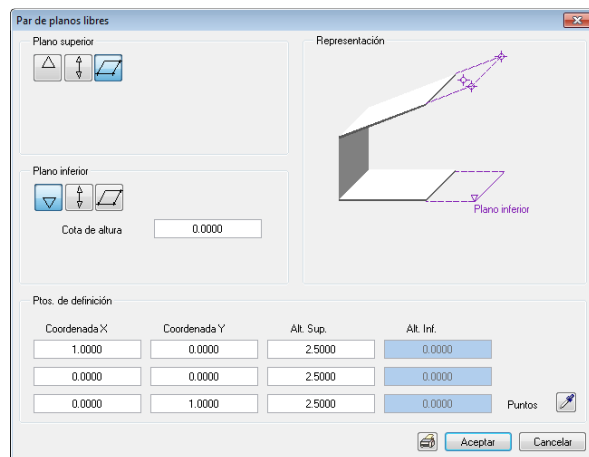 Par de planos libres
Plano superior
Representación
Plano inferior
Plano inferior
Cota de altura 0.0000
Ptos. de definición
Coordenada X Coordenada Y Alt. Sup. Alt. Inf.
1.0000 0.0000 2.5000 0.0000
0.0000 0.0000 2.5000 0.0000
0.0000 1.0000 2.5000 0.0000 Puntos
Aceptar Cancelar